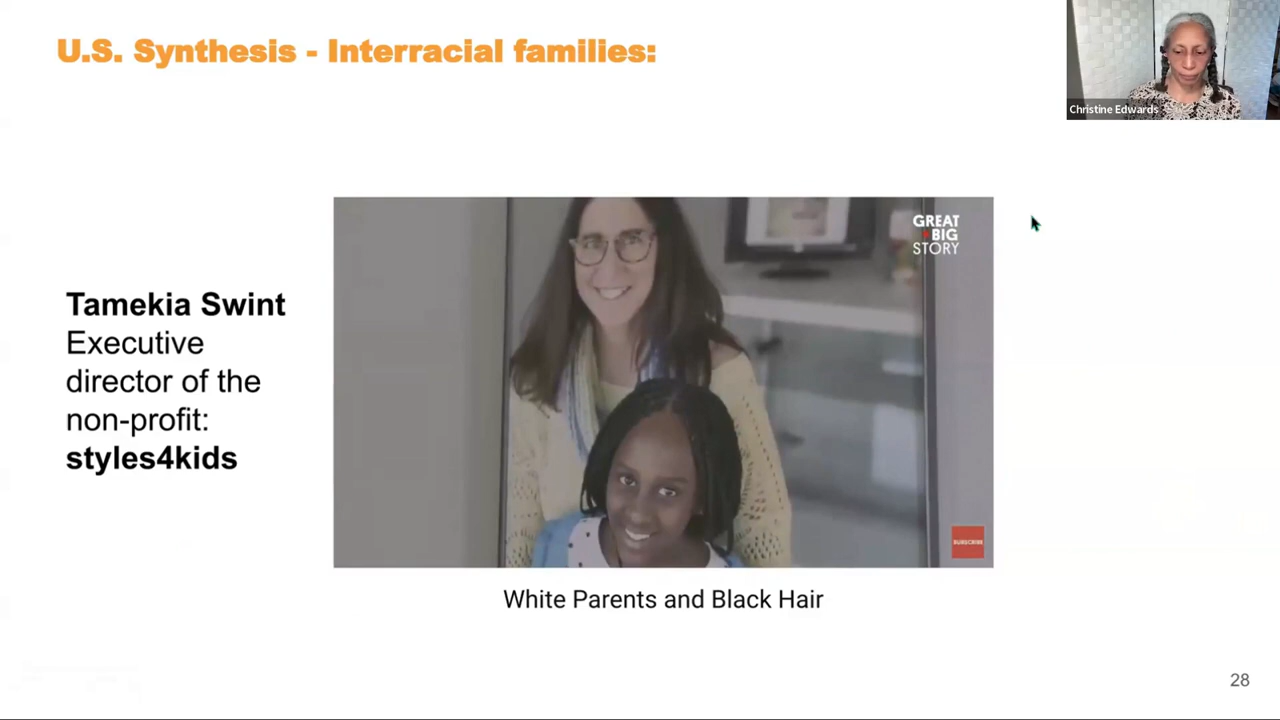 U.S. Synthesis - Interracial families:
Christine Edwards
GREAT
BIG
STORY
Tamekia Swint
Executive
director of the
non-profit:
styles4kids
SUBSCRIBE
White Parents and Black Hair
28